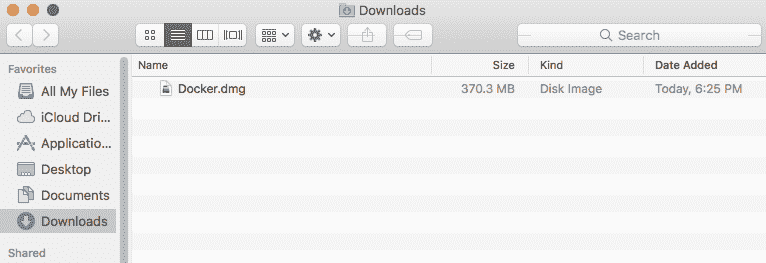 Downloads
Search
Favorites
Name Size Kind Date Added
All My Files
Docker.dmg 370.3 MB Disk Image Today, 6:25 PM
iCloud Dri...
Applicatio...
Desktop
Documents
Downloads
Shared